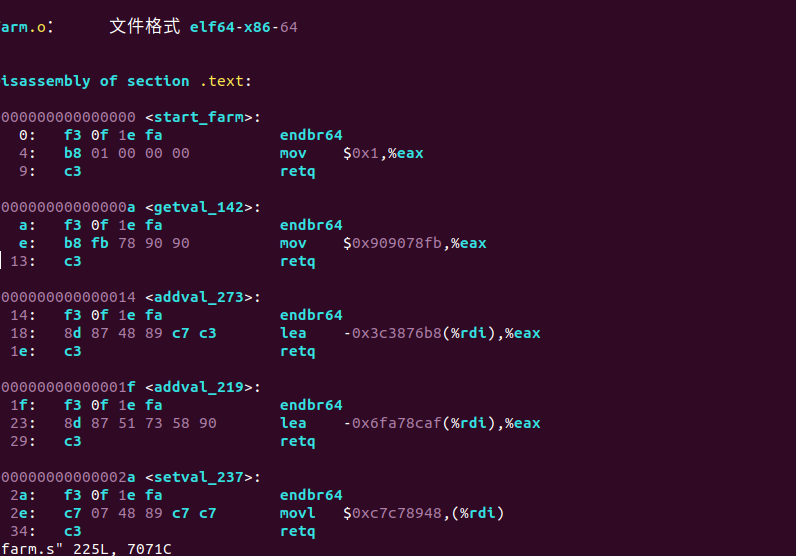 arm.o：     文件格式 elf64-x86-64
isassembly of section .text:
000000000000000 <start_farm>:
0:   f3 0f 1e fa             endbr64
4:   b8 01 00 00 00          mov    $0x1,%eax
9:   c3                      retq
00000000000000a <getval_142>:
a:   f3 0f 1e fa             endbr64
e:   b8 fb 78 90 90          mov    $0x909078fb,%eax
13:   c3                      retq
000000000000014 <addval_273>:
14:   f3 0f 1e fa             endbr64
18:   8d 87 48 89 c7 c3       lea    -0x3c3876b8(%rdi),%eax
1e:   c3                      retq
00000000000001f <addval_219>:
1f:   f3 0f 1e fa             endbr64
23:   8d 87 51 73 58 90       lea    -0x6fa78caf(%rdi),%eax
29:   c3                      retq
00000000000002a <setval_237>:
2a:   f3 0f 1e fa             endbr64
2e:   c7 07 48 89 c7 c7       movl   $0xc7c78948,(%rdi)
34:   c3                      retq
farm.s" 225L, 7071C